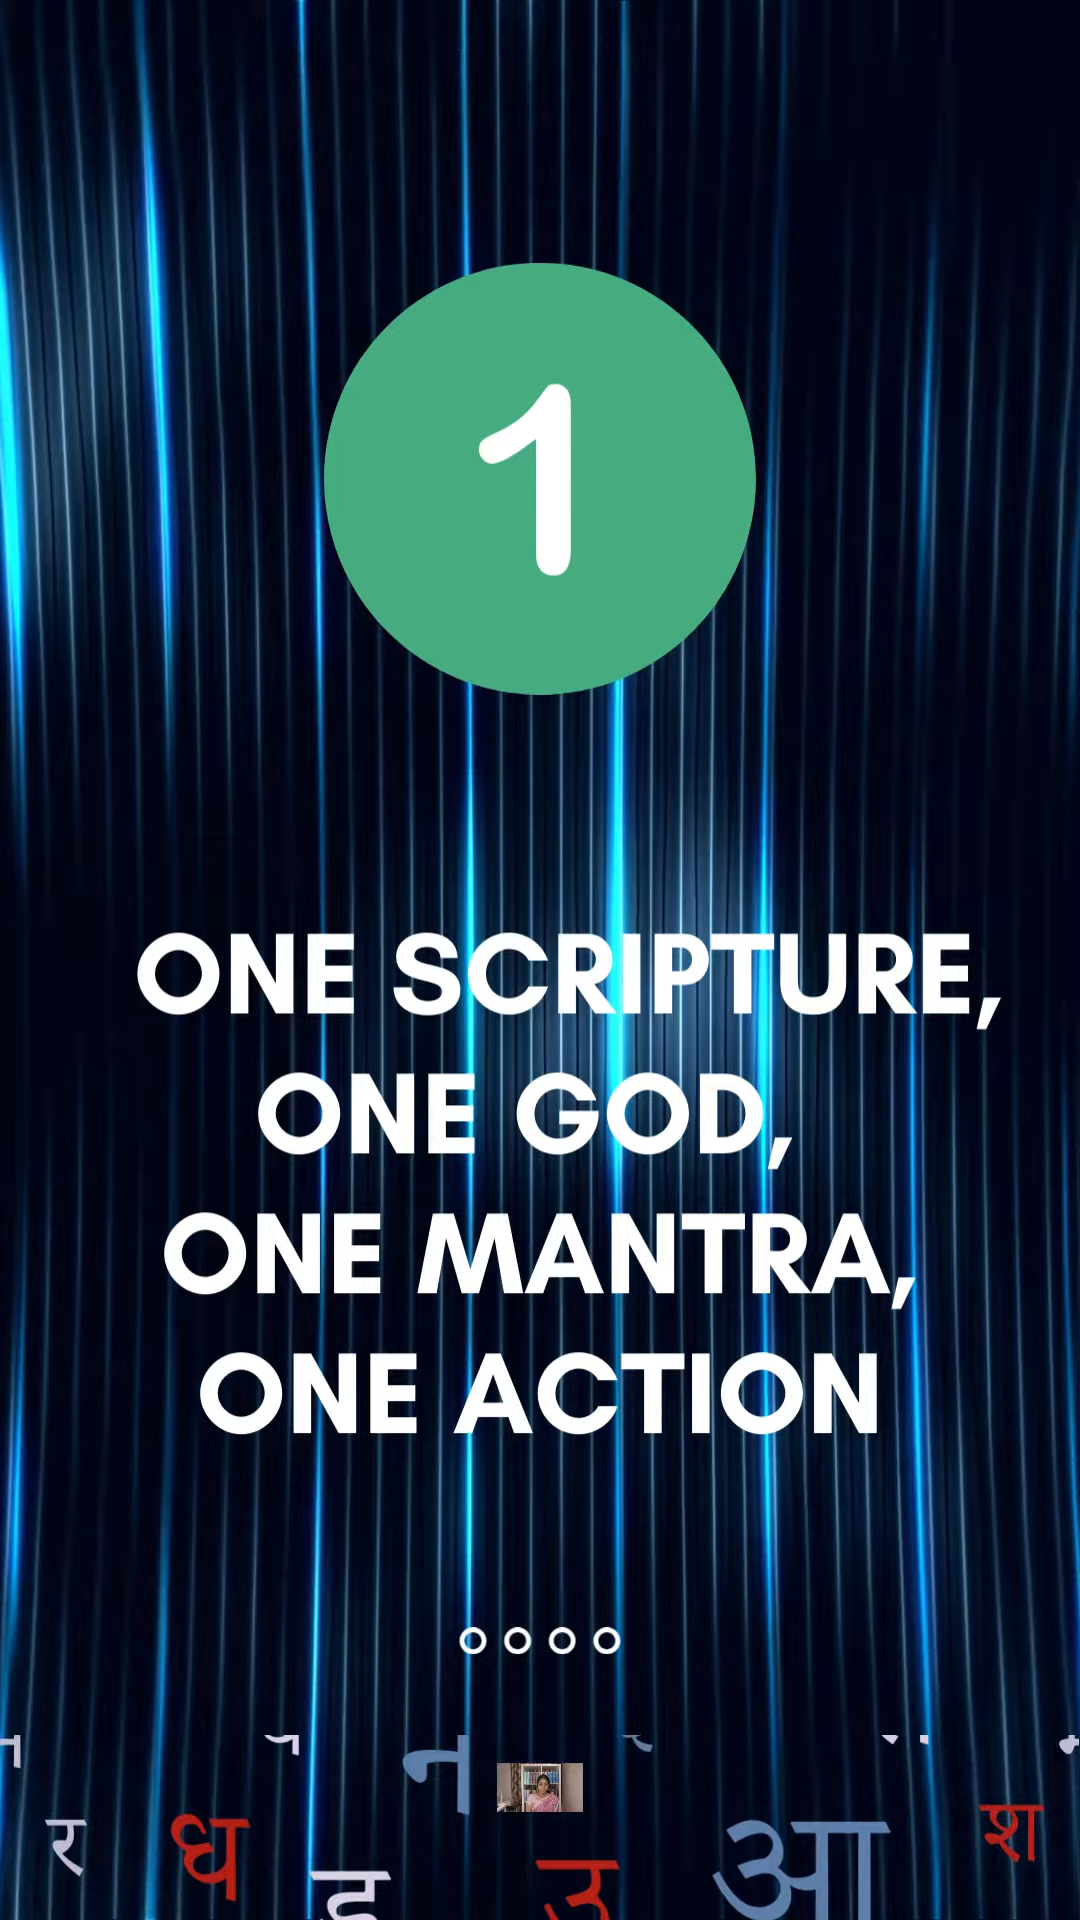 1
ONE SCRIPTURE,
ONE GOD,
ONE MANTRA,
ONE ACTION
न
र ध ड उ आ श